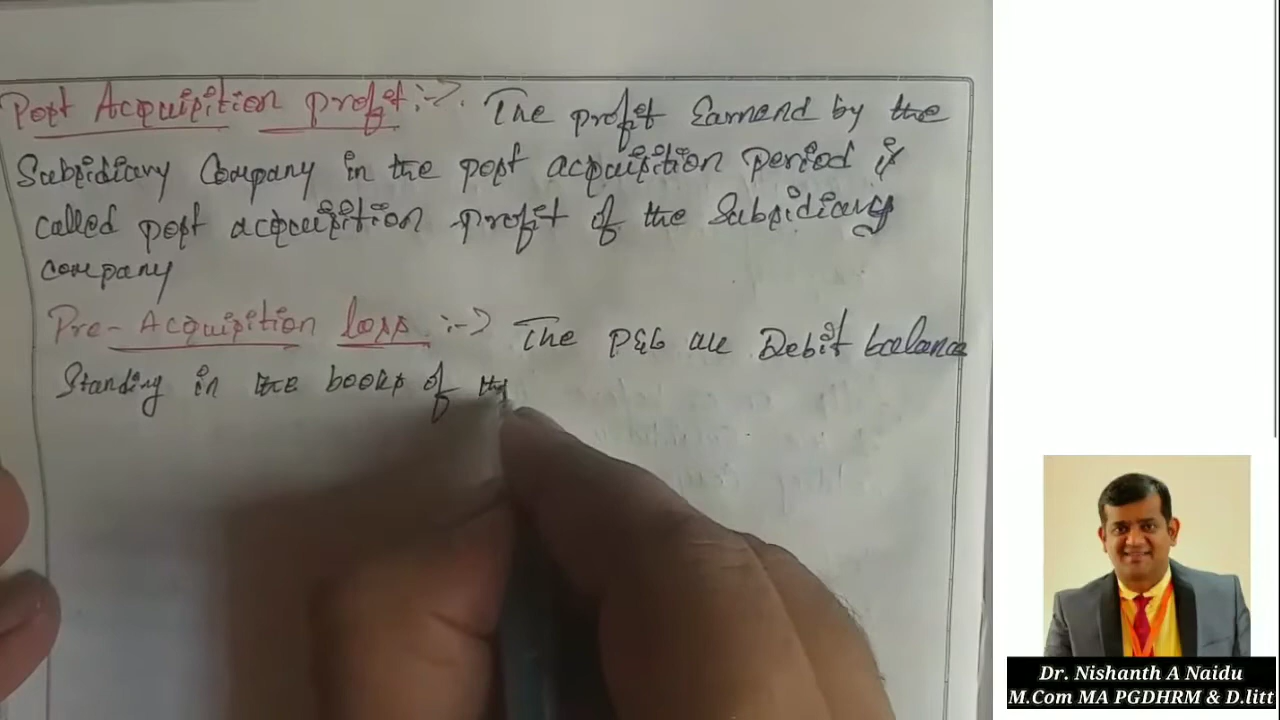 Post Acquisition profit :-> The profit Earnend by the
Subsidiary Company in the post acquisition period is
called post acquisition profit of the Subsidiary
company
Pre-Acquisition loss :-> The P&L a/c Debit balance
Standing in the books of the
Dr. Nishanth A Naidu
M.Com MA PGDHRM & D.litt